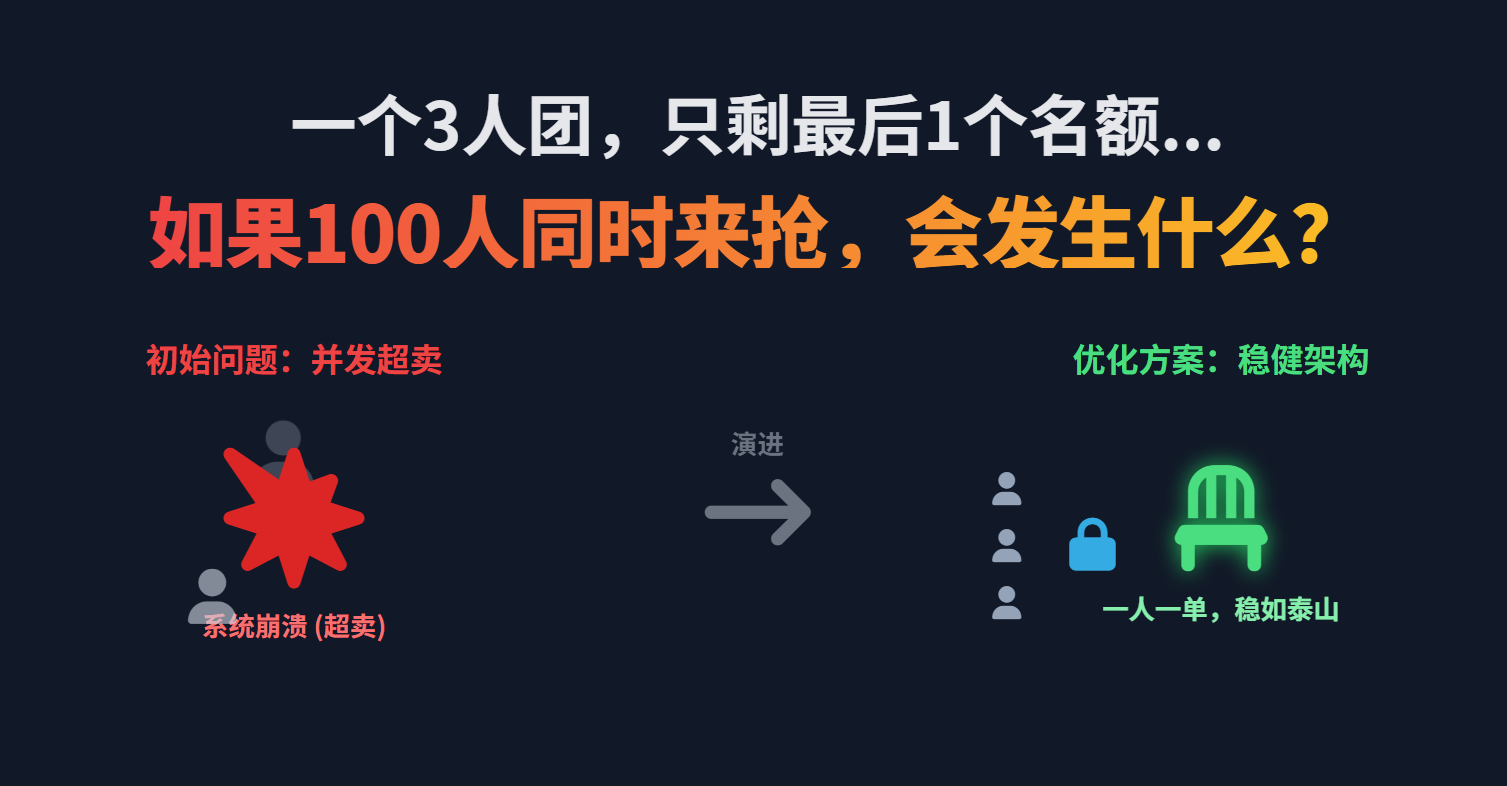 一个3人团，只剩最后1个名额...
如果100人同时来抢，会发生什么？
初始问题：并发超卖
优化方案：稳健架构
演进
系统崩溃 (超卖)
一人一单，稳如泰山